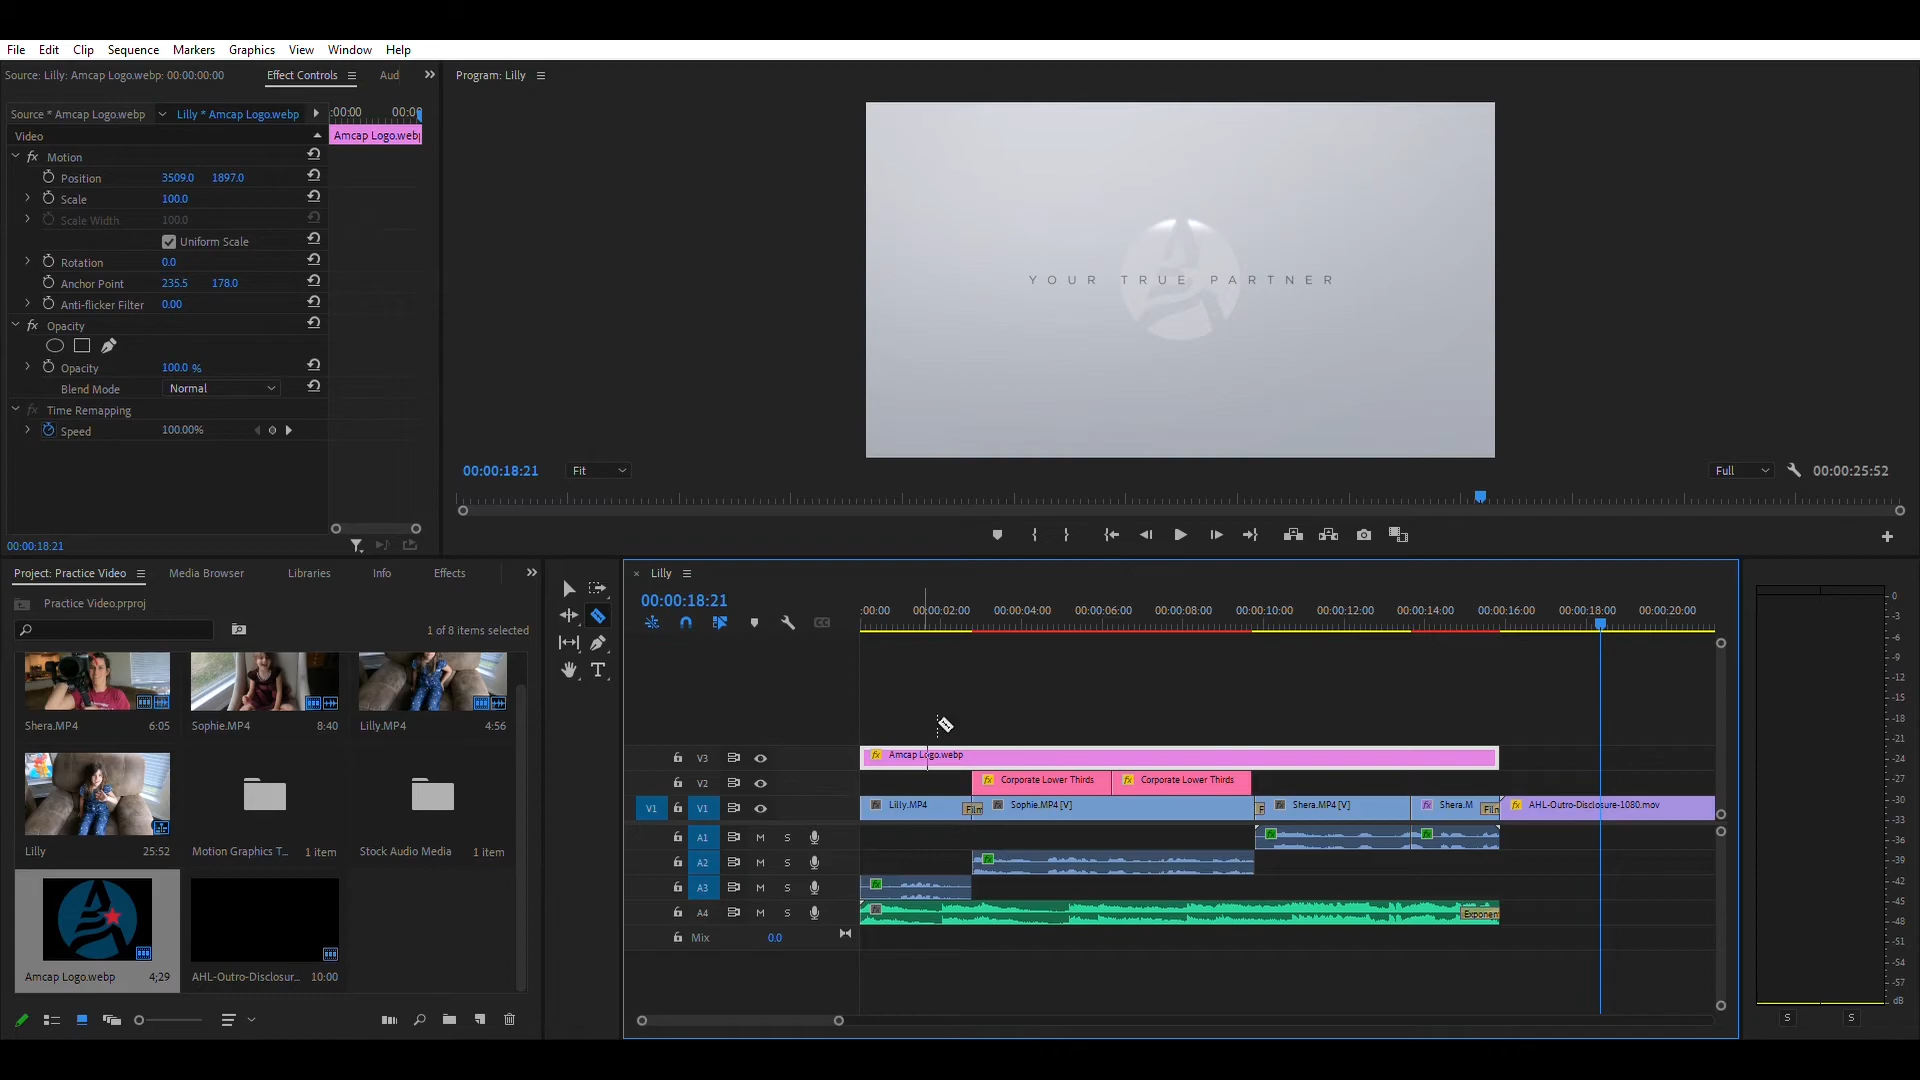 File Edit Clip Sequence Markers Graphics View Window Help
Source: Lilly: Amcap Logo.webp: 00:00:00:00
Effect Controls
Aud
Program: Lilly
Source * Amcap Logo.webp
Lilly * Amcap Logo.webp
:00:00
00:00
Video
Amcap Logo.webp
Motion
Position 3509.0 1897.0
Scale 100.0
Scale Width 100.0
Uniform Scale
Rotation 0.0
Anchor Point 235.5 178.0
Anti-flicker Filter 0.00
Opacity
Opacity 100.0 %
Blend Mode Normal
Time Remapping
Speed 100.00%
00:00:18:21
YOUR TRUE PARTNER
00:00:18:21
Fit
Full
00:00:25:52
Project: Practice Video
Media Browser
Libraries
Info
Effects
Practice Video.prproj
1 of 8 items selected
Shera.MP4 6:05
Sophie.MP4 8:40
Lilly.MP4 4:56
Lilly 25:52
Motion Graphics T... 1 item
Stock Audio Media 1 item
Amcap Logo.webp 4;29
AHL-Outro-Disclosur... 10:00
× Lilly
00:00:18:21
:00:00 00:00:02:00 00:00:04:00 00:00:06:00 00:00:08:00 00:00:10:00 00:00:12:00 00:00:14:00 00:00:16:00 00:00:18:00 00:00:20:00
V3 fx Amcap Logo.webp
V2 fx Corporate Lower Thirds fx Corporate Lower Thirds
V1 V1 fx Lilly.MP4 Film fx Sophie.MP4 [V] F fx Shera.MP4 [V] fx Shera.M Film fx AHL-Outro-Disclosure-1080.mov
A1 M S
A2 M S
A3 M S
A4 M S Exponen
Mix 0.0
0
-3
-6
-9
-12
-15
-18
-21
-24
-27
-30
-33
-36
-39
-42
-45
-48
-51
-54
-57
dB
S S